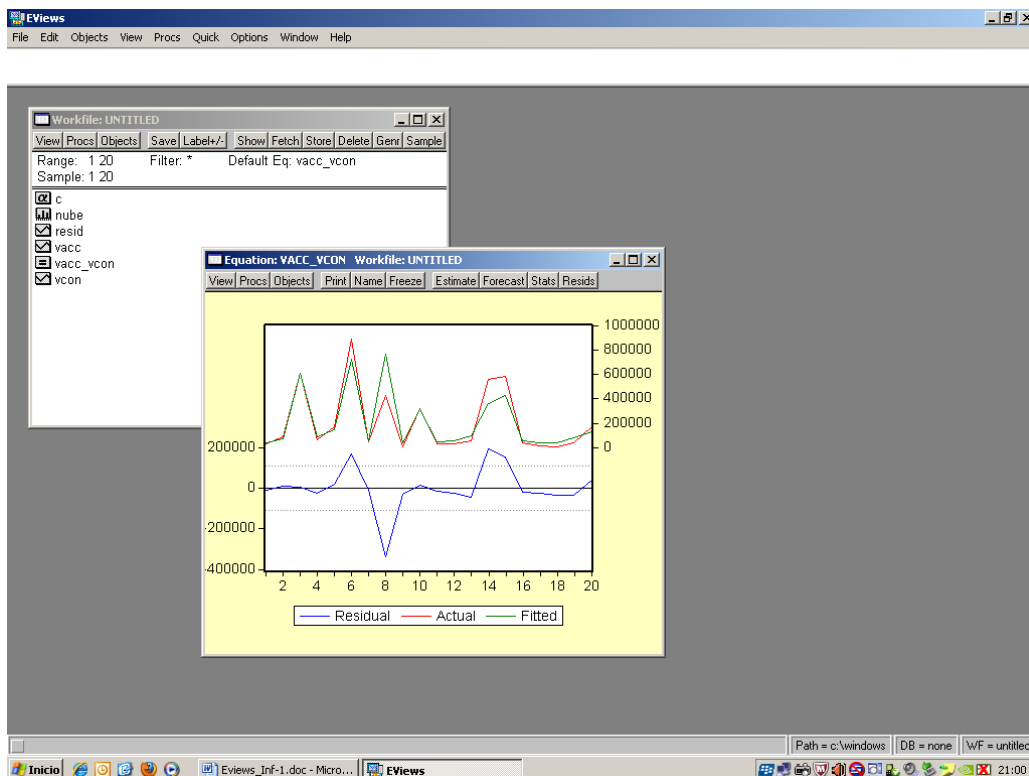 EViews
File Edit Objects View Procs Quick Options Window Help
Workfile: UNTITLED
View Procs Objects Save Label+/- Show Fetch Store Delete Genr Sample
Range: 1 20 Filter: * Default Eq: vacc_vcon
Sample: 1 20
c
nube
resid
vacc
vacc_vcon
vcon
Equation: VACC_VCON Workfile: UNTITLED
View Procs Objects Print Name Freeze Estimate Forecast Stats Resids
1000000
800000
600000
400000
200000
0
200000
0
-200000
-400000
2 4 6 8 10 12 14 16 18 20
Residual Actual Fitted
Path = c:\windows DB = none WF = untitled
Inicio Eviews_Inf-1.doc - Micro... EViews 21:00